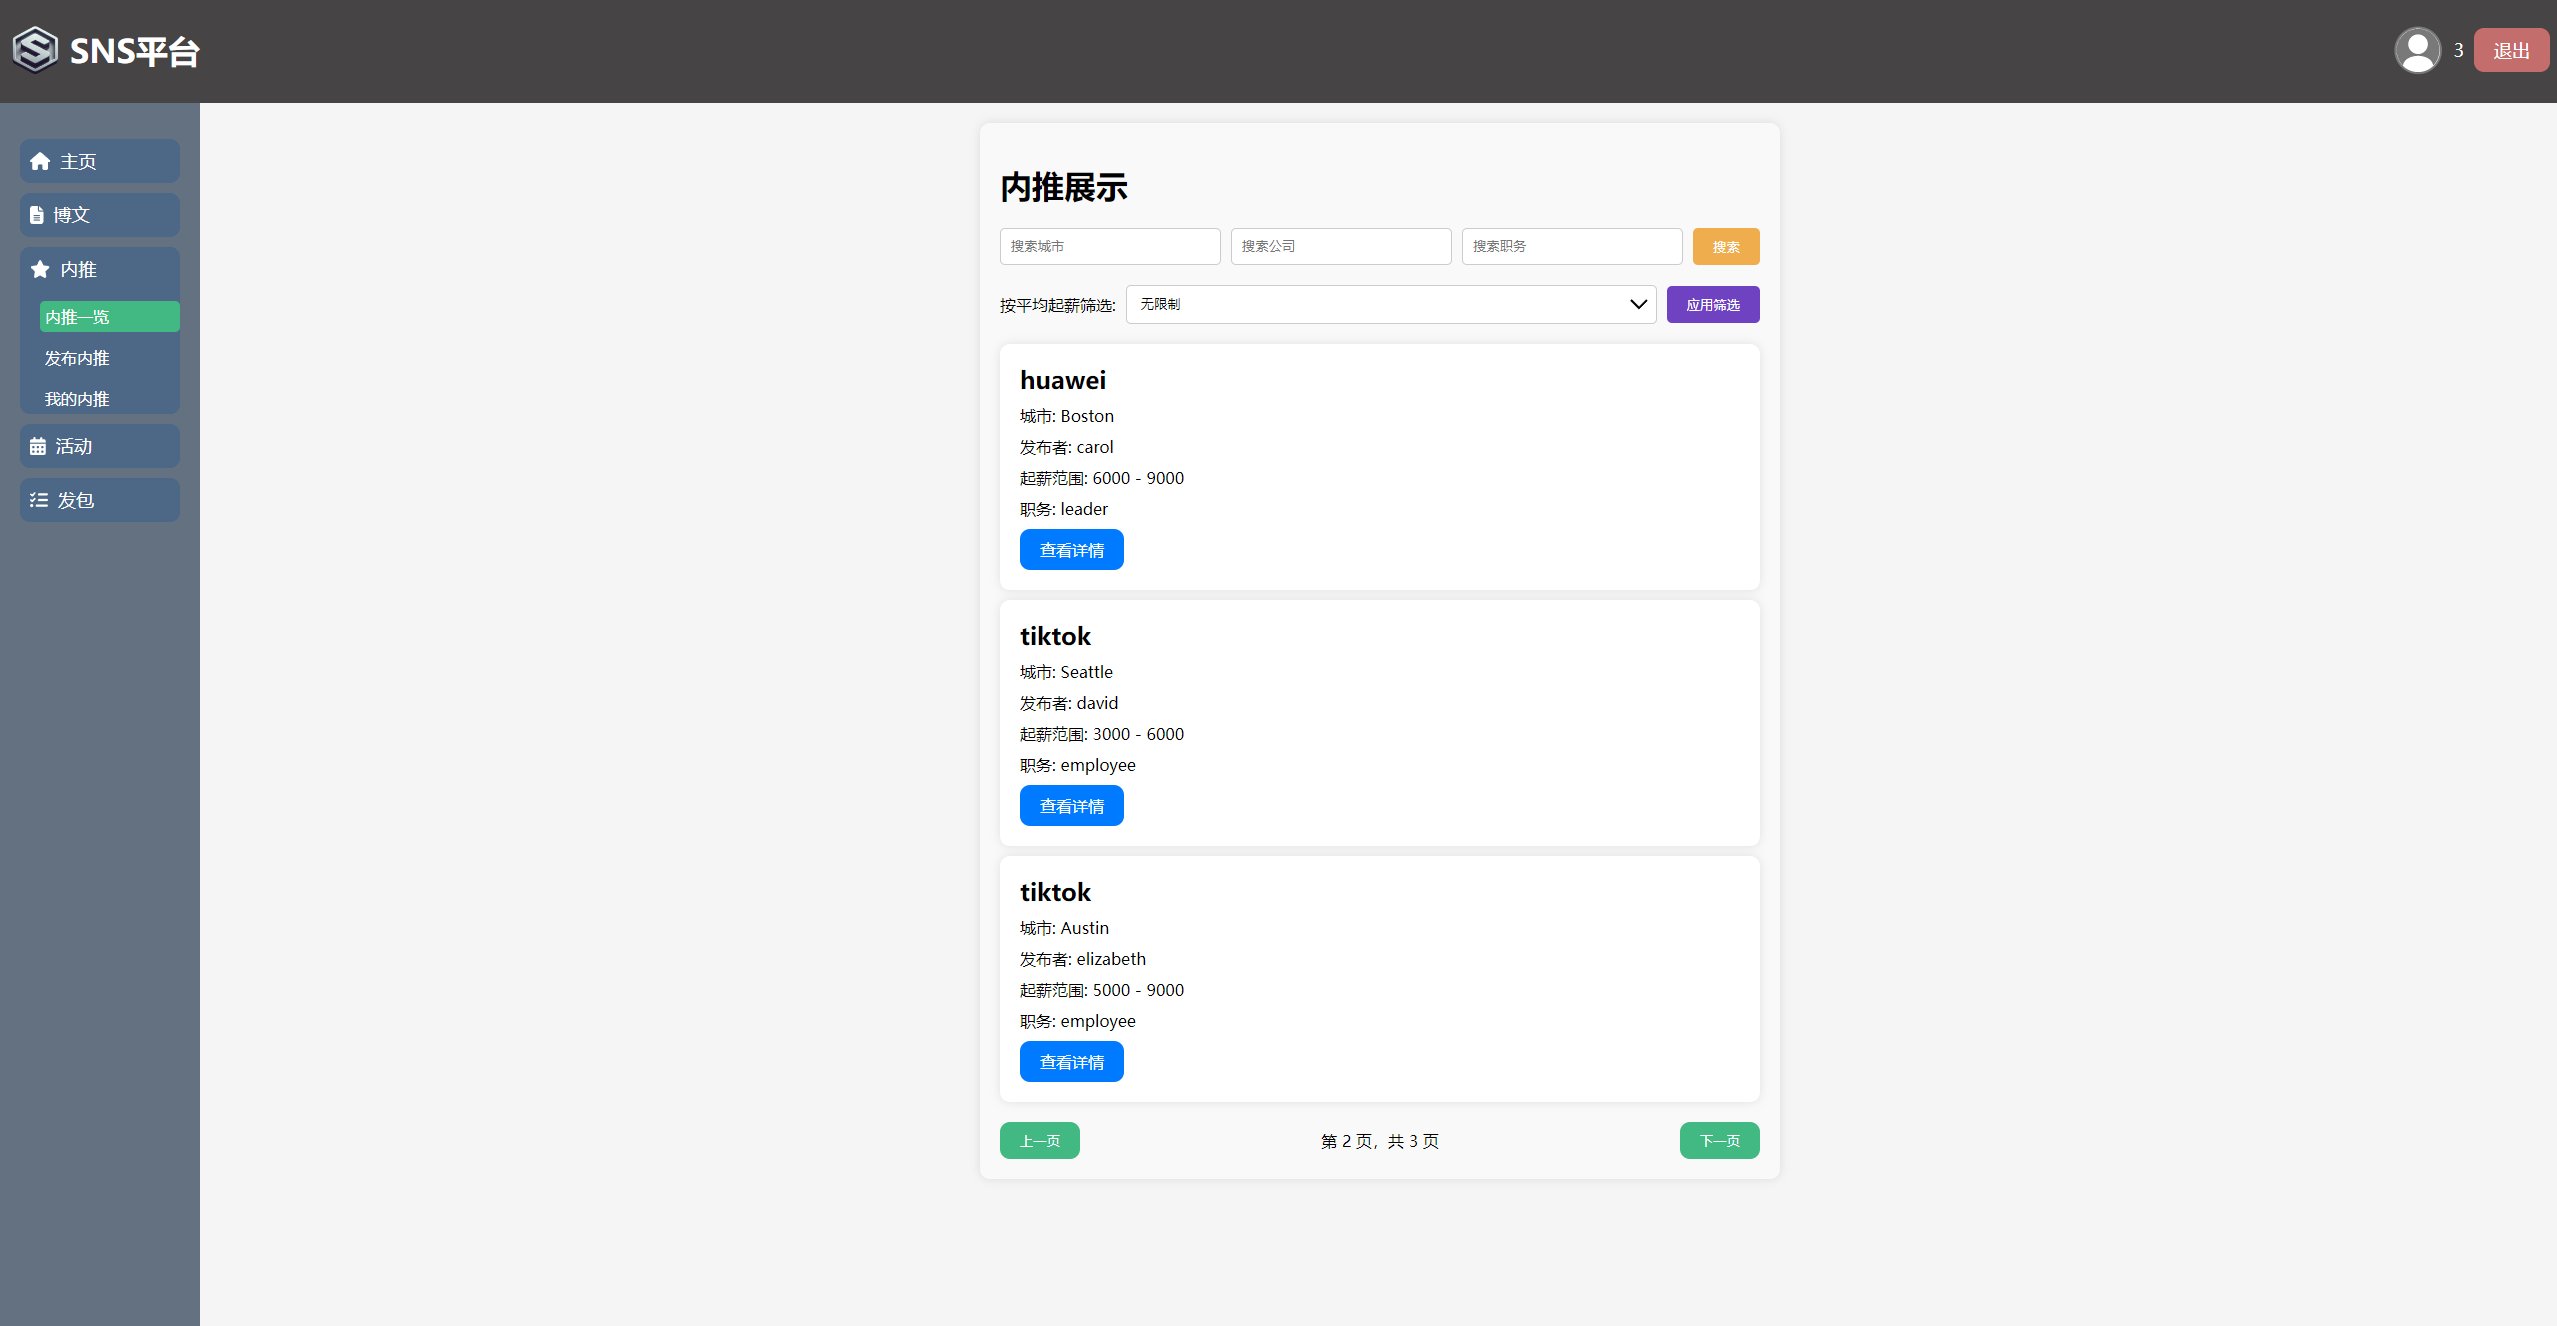 SNS平台
3
退出
主页
博文
内推
内推一览
发布内推
我的内推
活动
发包
内推展示
搜索城市
搜索公司
搜索职务
搜索
按平均起薪筛选:
无限制
应用筛选
huawei
城市: Boston
发布者: carol
起薪范围: 6000 - 9000
职务: leader
查看详情
tiktok
城市: Seattle
发布者: david
起薪范围: 3000 - 6000
职务: employee
查看详情
tiktok
城市: Austin
发布者: elizabeth
起薪范围: 5000 - 9000
职务: employee
查看详情
上一页
第 2 页，共 3 页
下一页